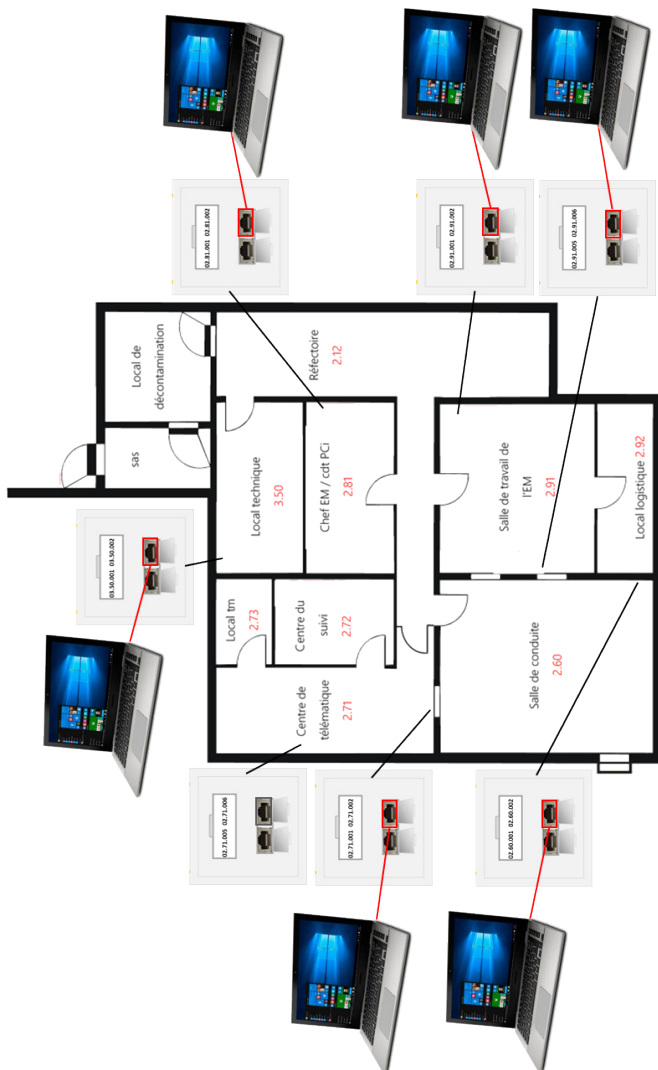 03.50.001 03.50.002
sas
Local de
décontamination
02.71.005 02.71.006
02.81.001 02.81.002
Local trn
2.73
Local technique
3.50
Centre de
télématique
2.71
Centre du
suivi
2.72
Chef EM / cdt PCi
2.81
Réfectoire
2.12
02.71.001 02.71.002
02.91.001 02.91.002
02.60.001 02.60.002
Salle de conduite
2.60
Salle de travail de
l'EM
2.91
02.91.005 02.91.006
Local logistique 2.92